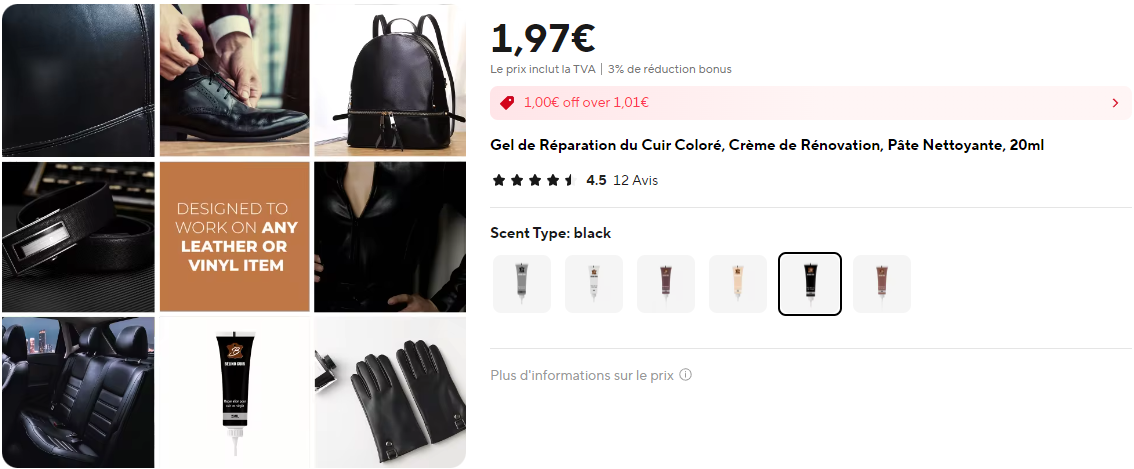 1,97€
Le prix inclut la TVA | 3% de réduction bonus
1,00€ off over 1,01€
Gel de Réparation du Cuir Coloré, Crème de Rénovation, Pâte Nettoyante, 20ml
4.5 12 Avis
Scent Type: black
Plus d'informations sur le prix
DESIGNED TO
WORK ON ANY
LEATHER OR
VINYL ITEM